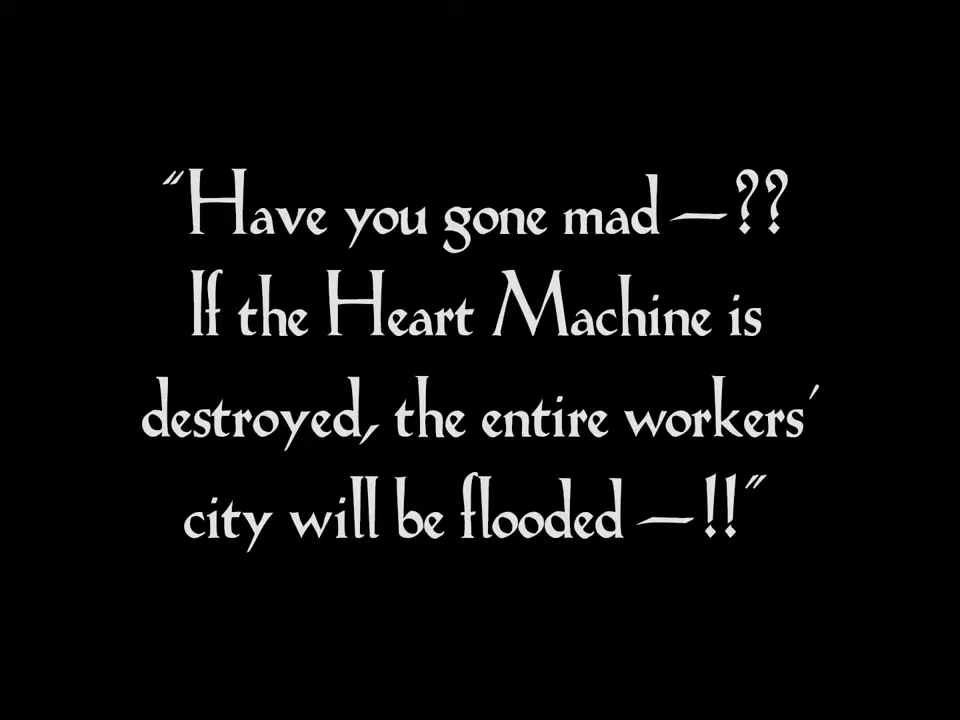 "Have you gone mad —??
If the Heart Machine is
destroyed, the entire workers'
city will be flooded —!!"